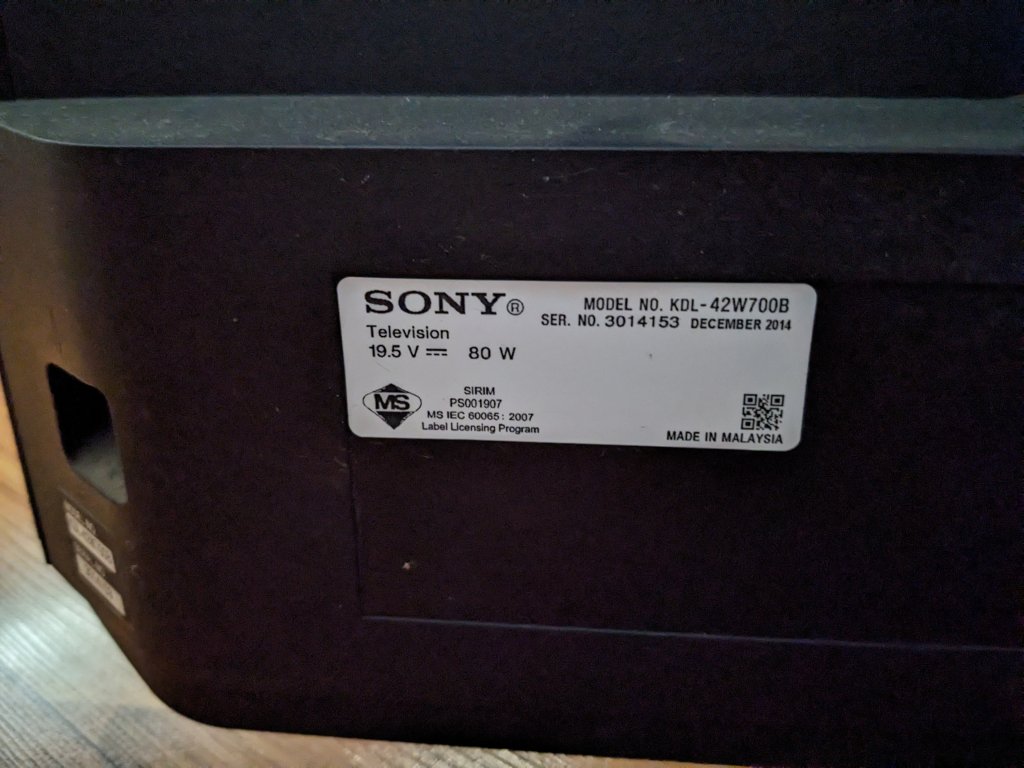 SONY®
MODEL NO. KDL-42W700B
SER. NO. 3014153 DECEMBER 2014
Television
19.5 V ⎓ 80 W
MS
SIRIM
PS001907
MS IEC 60065 : 2007
Label Licensing Program
MADE IN MALAYSIA